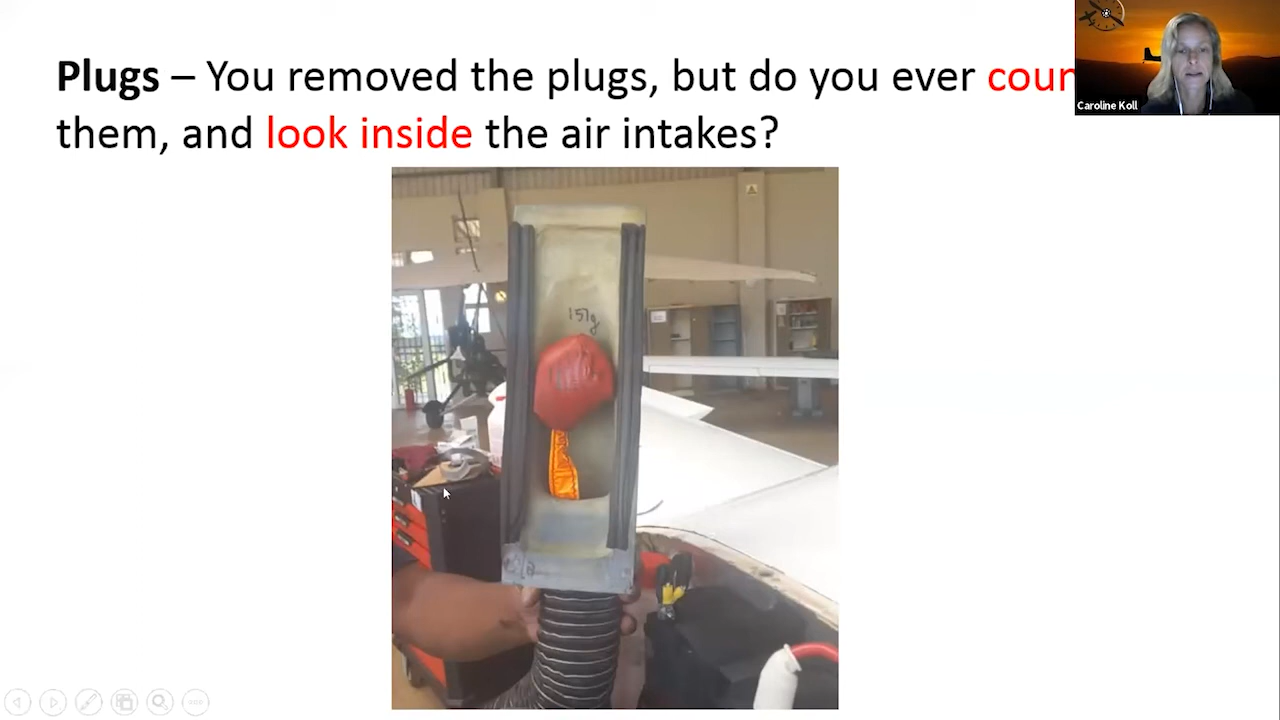 Plugs – You removed the plugs, but do you ever coun
them, and look inside the air intakes?
Caroline Koll
157g